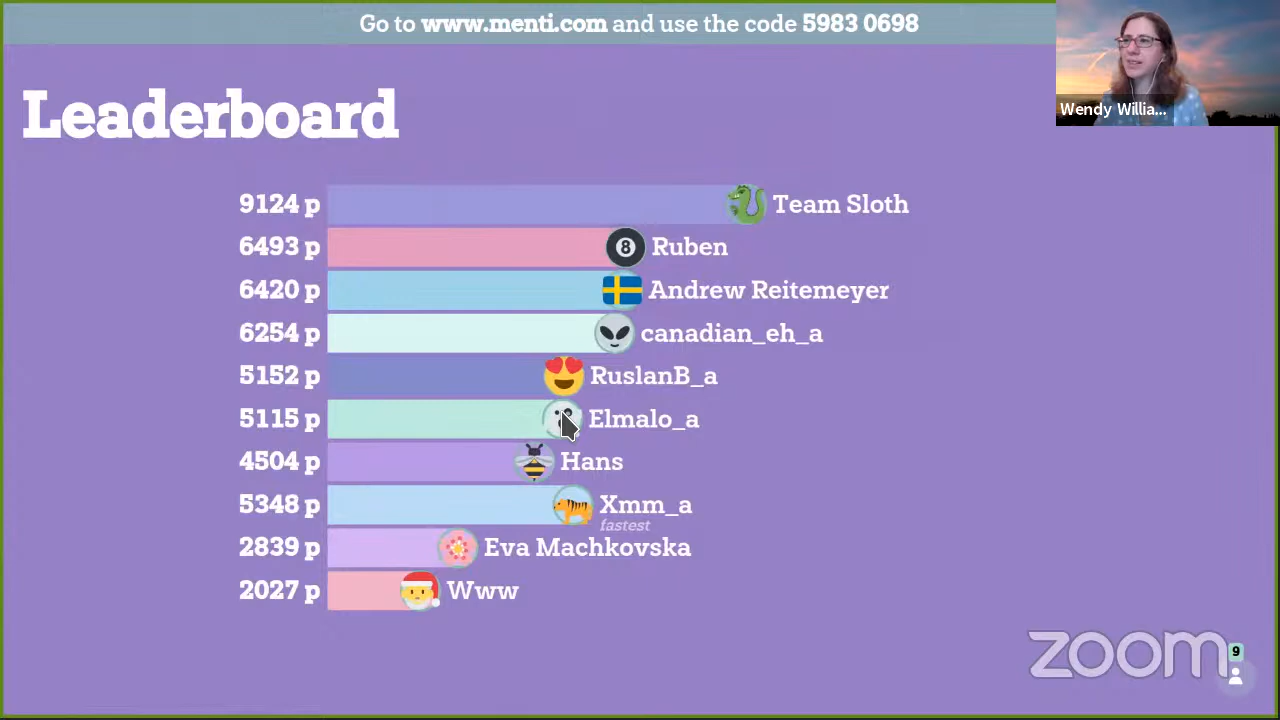 Go to www.menti.com and use the code 5983 0698
Wendy Willia...
Leaderboard
9124 p Team Sloth
6493 p 8 Ruben
6420 p Andrew Reitemeyer
6254 p canadian_eh_a
5152 p RuslanB_a
5115 p Elmalo_a
4504 p Hans
5348 p Xmm_a
fastest
2839 p Eva Machkovska
2027 p Www
zoom
9